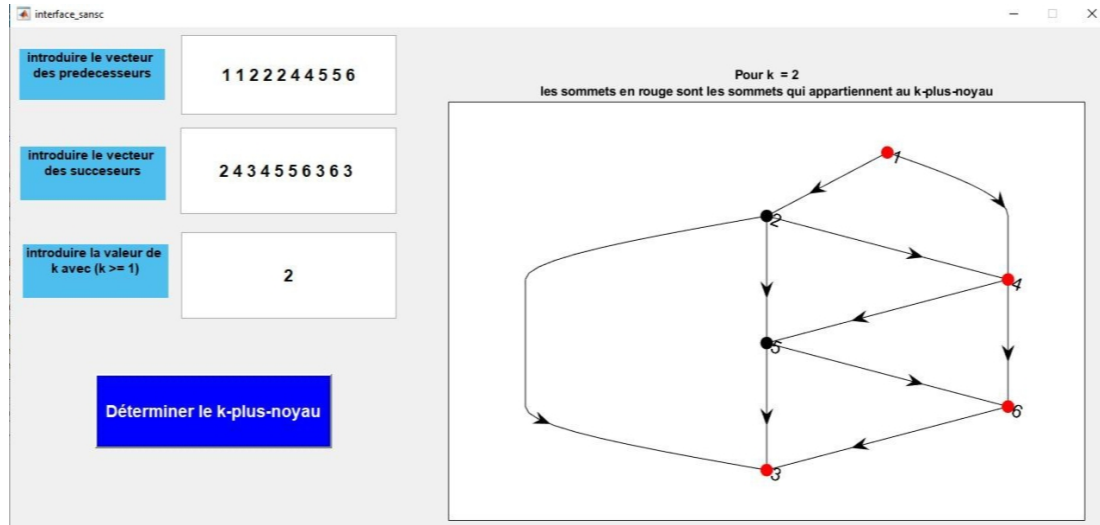 interface_sansc
introduire le vecteur
des predecesseurs
1 1 2 2 2 4 4 5 5 6
introduire le vecteur
des succeseurs
2 4 3 4 5 5 6 3 6 3
introduire la valeur de
k avec (k >= 1)
2
Déterminer le k-plus-noyau
Pour k = 2
les sommets en rouge sont les sommets qui appartiennent au k-plus-noyau
1
2
4
5
6
3